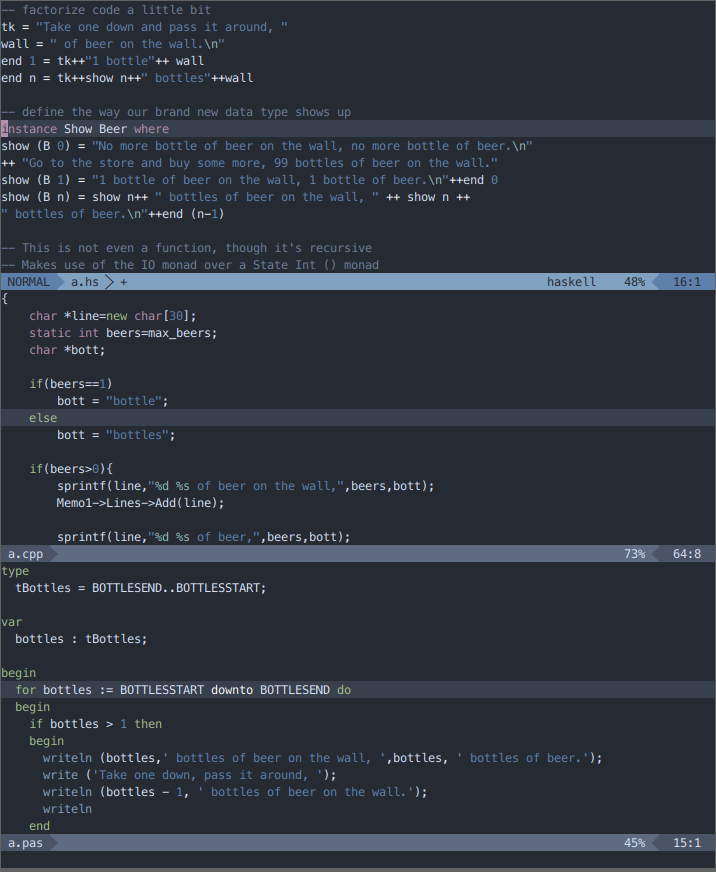 -- factorize code a little bit
tk = "Take one down and pass it around, "
wall = " of beer on the wall.\n"
end 1 = tk++"1 bottle"++ wall
end n = tk++show n++" bottles"++wall

-- define the way our brand new data type shows up
instance Show Beer where
show (B 0) = "No more bottle of beer on the wall, no more bottle of beer.\n"
++ "Go to the store and buy some more, 99 bottles of beer on the wall."
show (B 1) = "1 bottle of beer on the wall, 1 bottle of beer.\n"++end 0
show (B n) = show n++ " bottles of beer on the wall, " ++ show n ++
" bottles of beer.\n"++end (n-1)

-- This is not even a function, though it's recursive
-- Makes use of the IO monad over a State Int () monad
NORMAL a.hs + haskell 48% 16:1
{
    char *line=new char[30];
    static int beers=max_beers;
    char *bott;

    if(beers==1)
        bott = "bottle";
    else
        bott = "bottles";

    if(beers>0){
        sprintf(line,"%d %s of beer on the wall,",beers,bott);
        Memo1->Lines->Add(line);

        sprintf(line,"%d %s of beer,",beers,bott);
a.cpp 73% 64:8
type
  tBottles = BOTTLESEND..BOTTLESSTART;

var
  bottles : tBottles;

begin
  for bottles := BOTTLESSTART downto BOTTLESEND do
  begin
    if bottles > 1 then
    begin
      writeln (bottles,' bottles of beer on the wall, ',bottles, ' bottles of beer.');
      write ('Take one down, pass it around, ');
      writeln (bottles - 1, ' bottles of beer on the wall.');
      writeln
    end
a.pas 45% 15:1